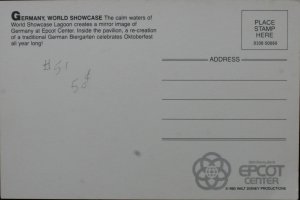 GERMANY, WORLD SHOWCASE The calm waters of
World Showcase Lagoon creates a mirror image of
Germany at Epcot Center. Inside the pavilion, a re-creation
of a traditional German Biergarten celebrates Oktoberfest
all year long!
PLACE
STAMP
HERE
#51
50¢
ADDRESS
EPCOT
CENTER
WALT DISNEY PRODUCTIONS